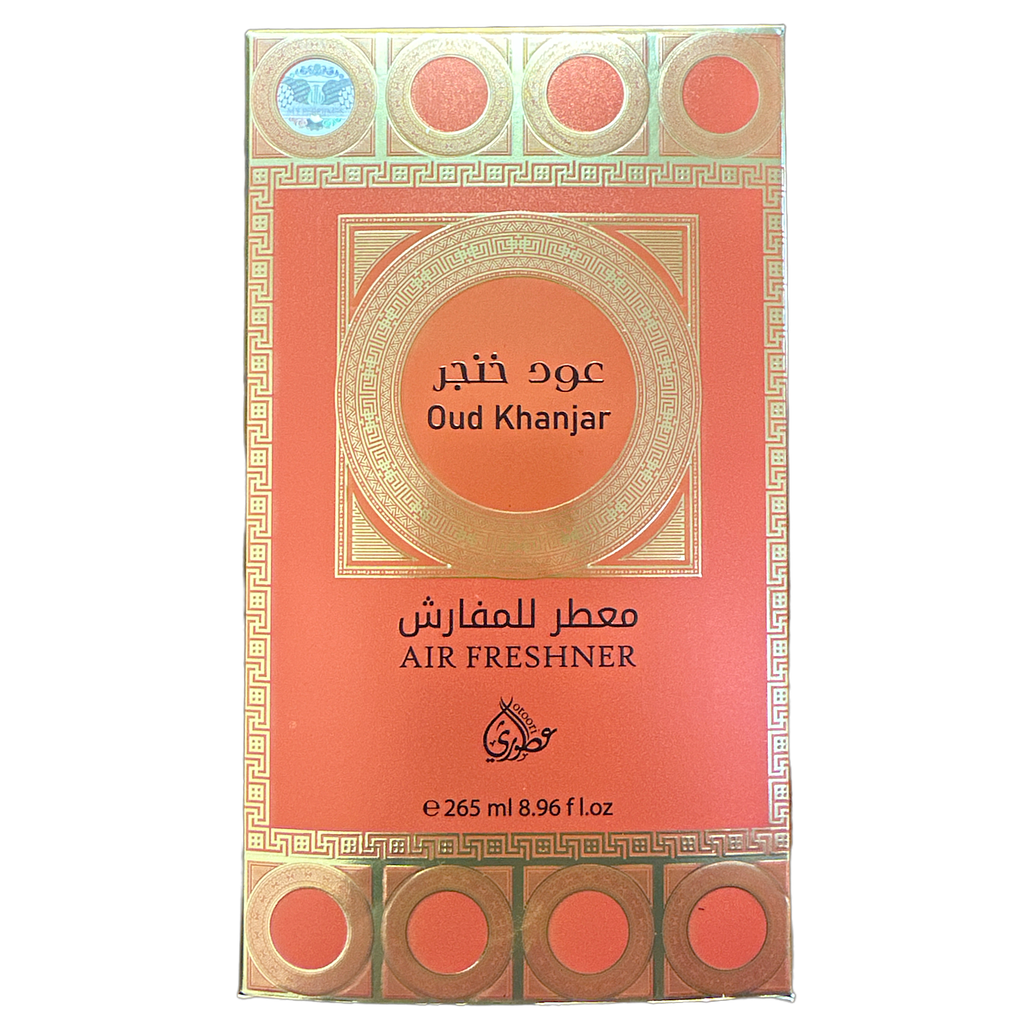 عود خنجر
Oud Khanjar
معطر للمفارش
AIR FRESHNER
otoori
عطوري
℮ 265 ml 8.96 f l.oz